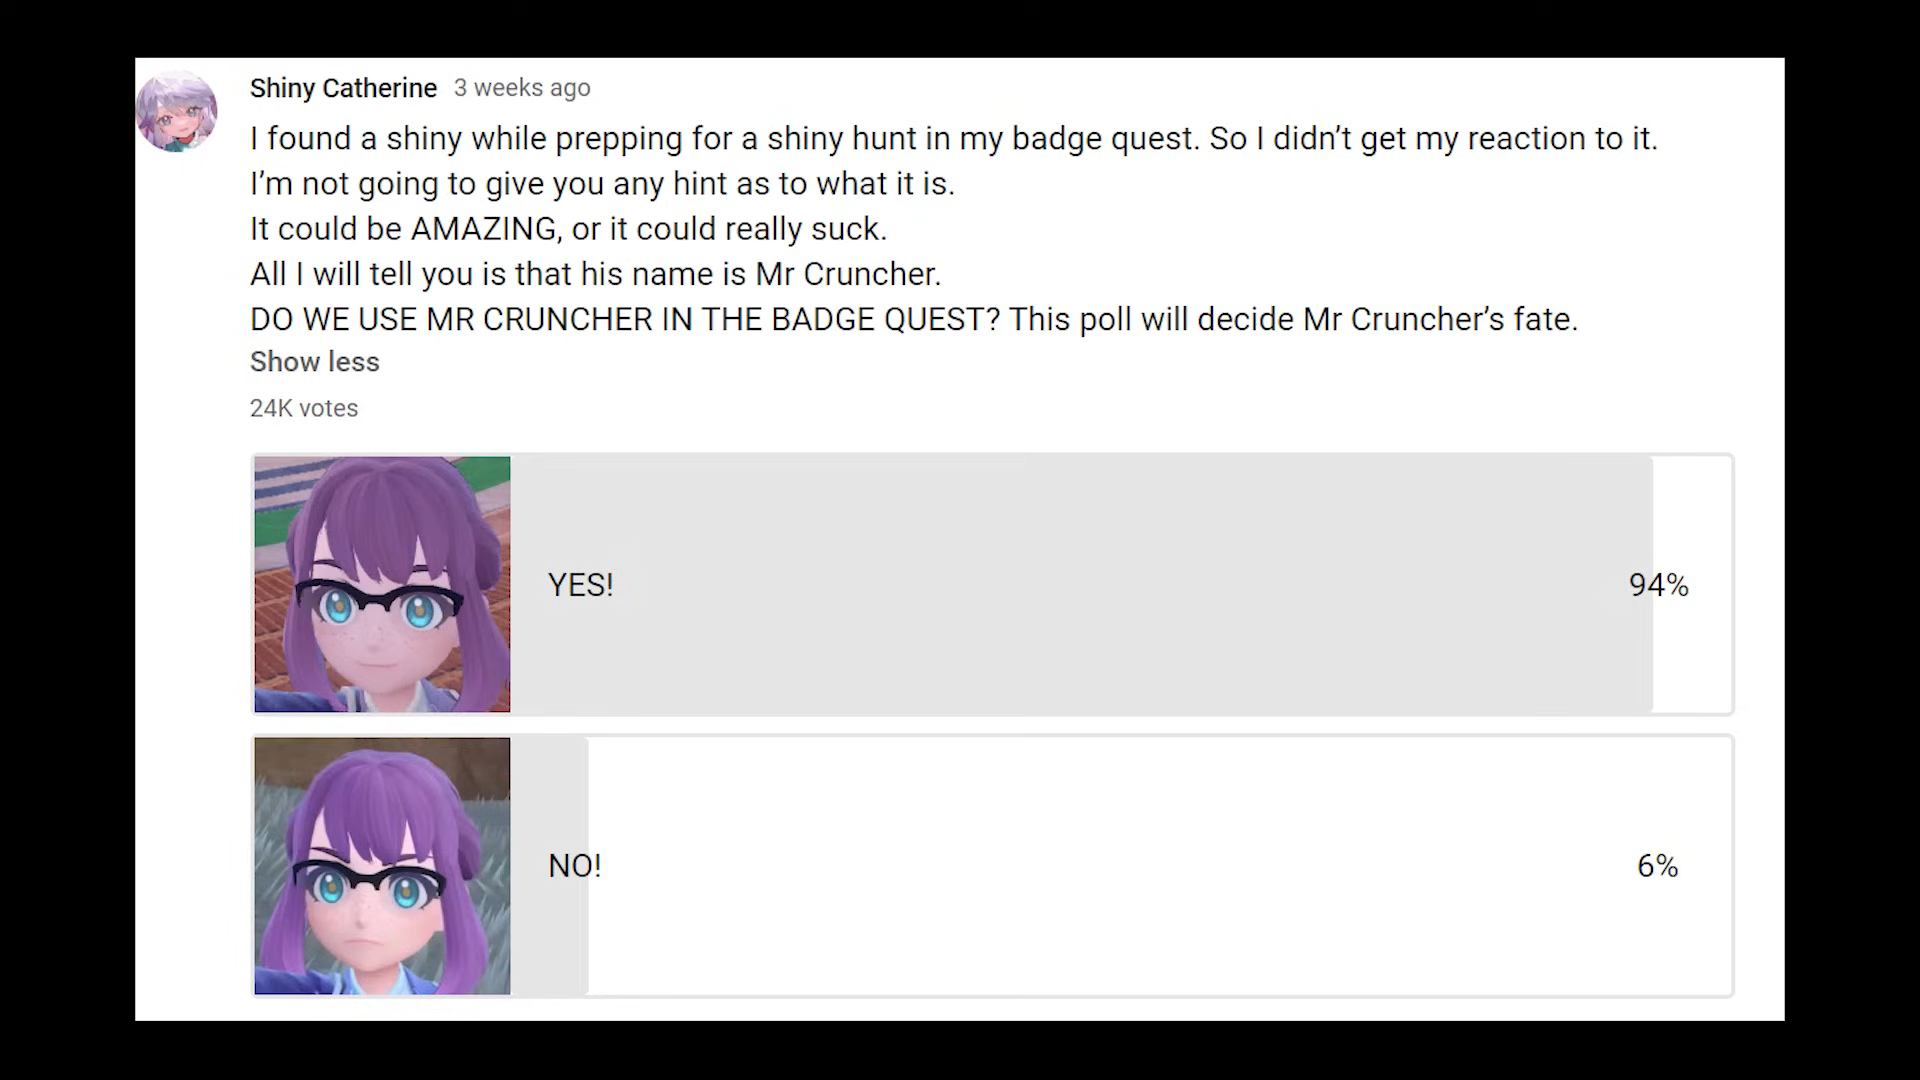 Shiny Catherine 3 weeks ago
I found a shiny while prepping for a shiny hunt in my badge quest. So I didn’t get my reaction to it.
I’m not going to give you any hint as to what it is.
It could be AMAZING, or it could really suck.
All I will tell you is that his name is Mr Cruncher.
DO WE USE MR CRUNCHER IN THE BADGE QUEST? This poll will decide Mr Cruncher’s fate.
Show less
24K votes
YES! 94%
NO! 6%